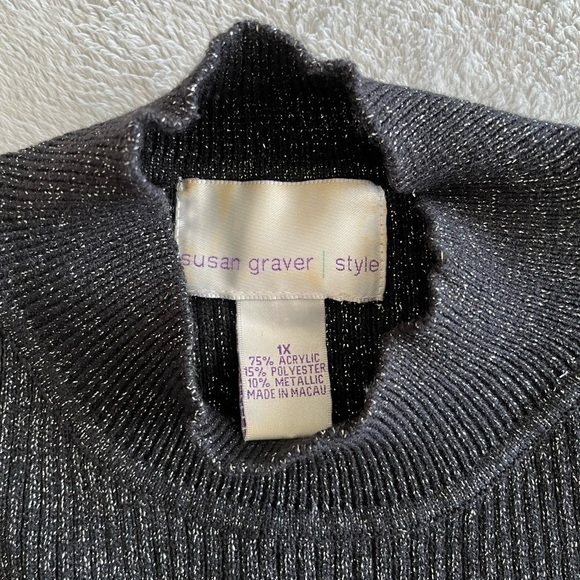 susan graver | style
1X
75% ACRYLIC
15% POLYESTER
10% METALLIC
MADE IN MACAU